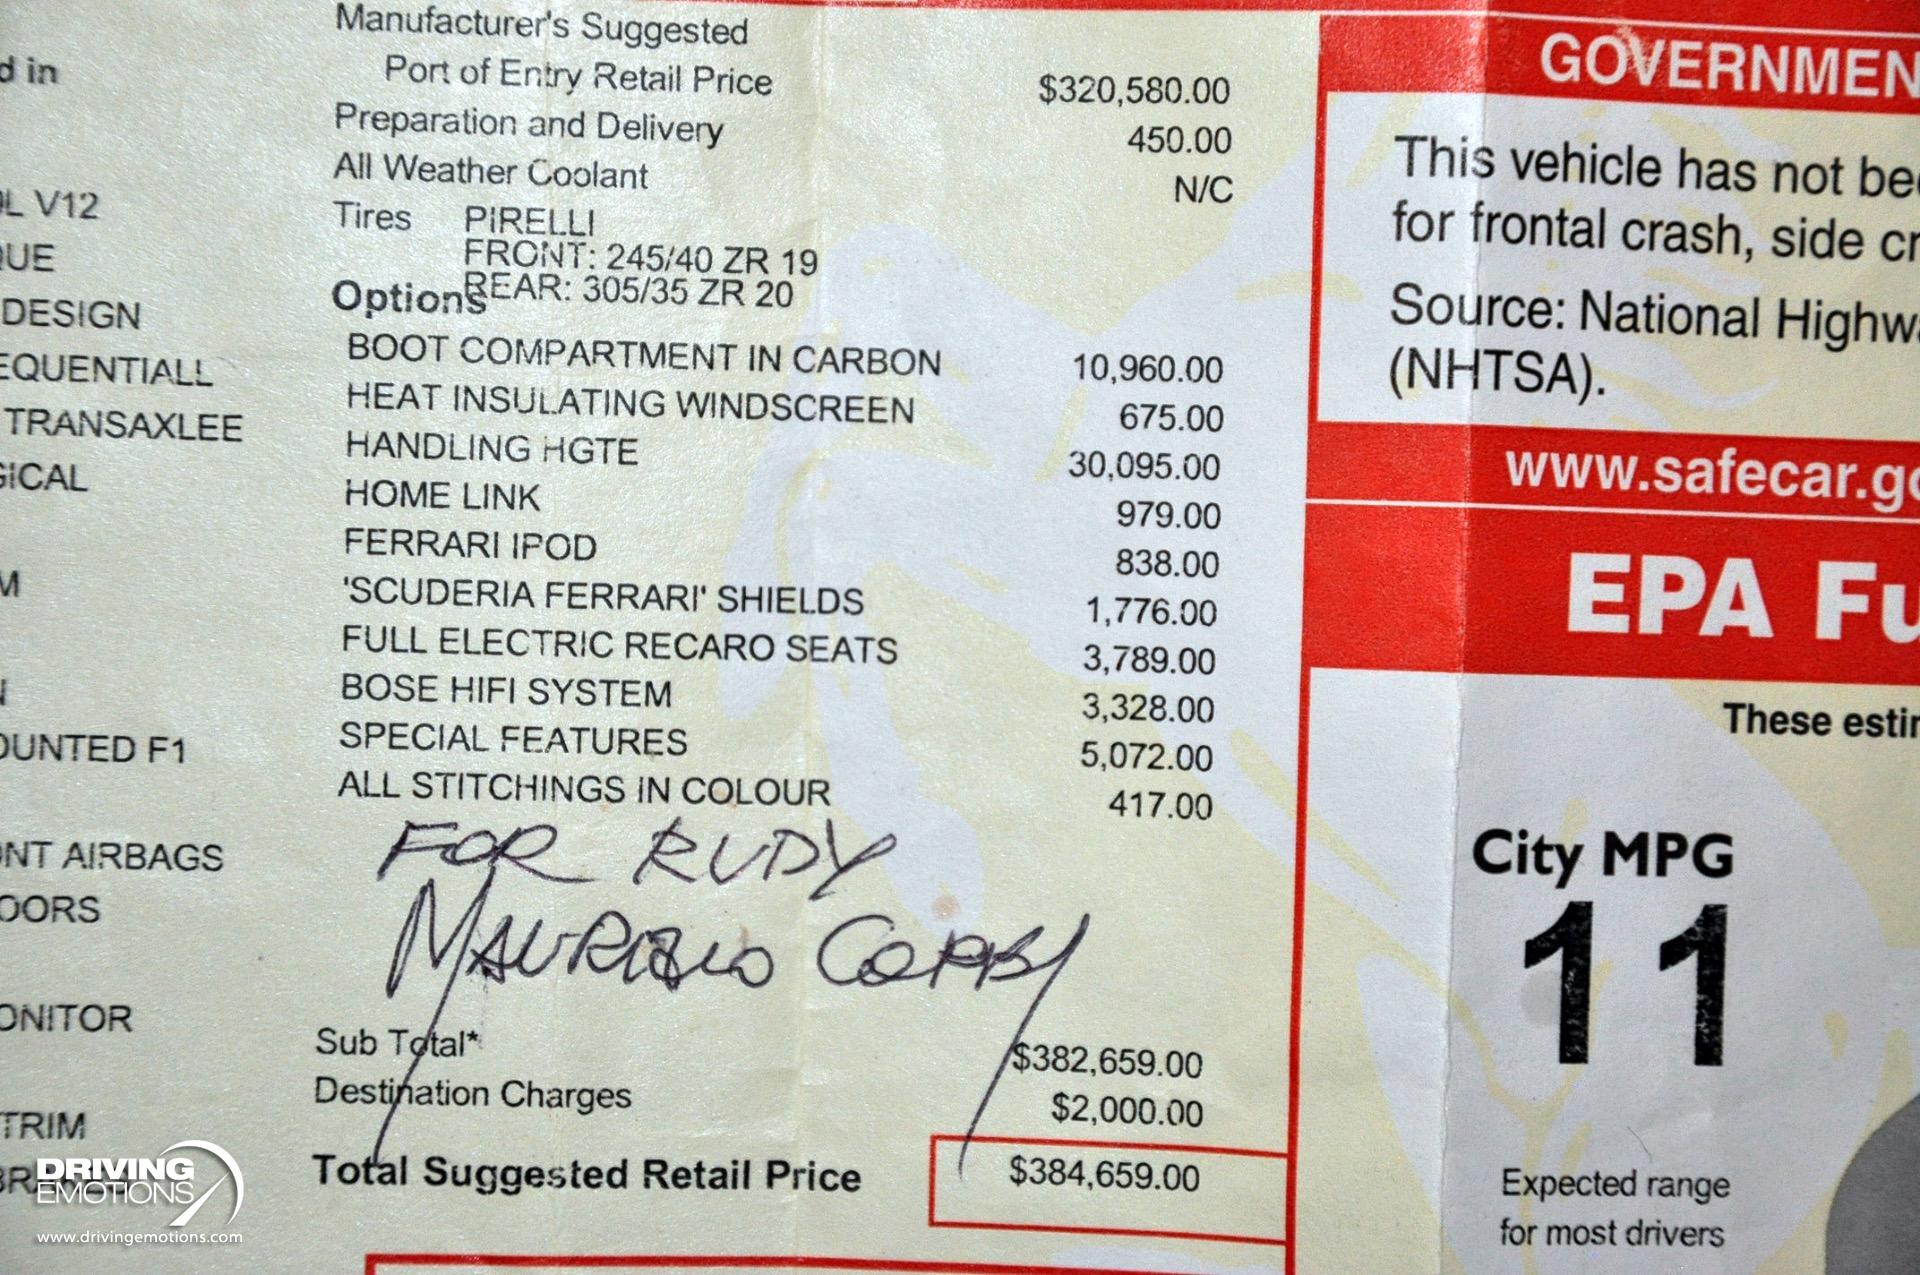 Manufacturer's Suggested
Port of Entry Retail Price $320,580.00
Preparation and Delivery 450.00
All Weather Coolant N/C
Tires PIRELLI
FRONT: 245/40 ZR 19
REAR: 305/35 ZR 20
Options
BOOT COMPARTMENT IN CARBON 10,960.00
HEAT INSULATING WINDSCREEN 675.00
HANDLING HGTE 30,095.00
HOME LINK 979.00
FERRARI IPOD 838.00
'SCUDERIA FERRARI' SHIELDS 1,776.00
FULL ELECTRIC RECARO SEATS 3,789.00
BOSE HIFI SYSTEM 3,328.00
SPECIAL FEATURES 5,072.00
ALL STITCHINGS IN COLOUR 417.00
FOR RUDY
MAURIZIO
Sub Total* $382,659.00
Destination Charges $2,000.00
Total Suggested Retail Price $384,659.00
d in
L V12
QUE
DESIGN
EQUENTIALL
TRANSAXLEE
GICAL
M
N
OUNTED F1
ONT AIRBAGS
OORS
ONITOR
TRIM
DRIVING
EMOTIONS
www.drivingemotions.com
GOVERNMEN
This vehicle has not be
for frontal crash, side cr
Source: National Highw
(NHTSA).
www.safecar.go
EPA Fu
These estin
City MPG
11
Expected range
for most drivers